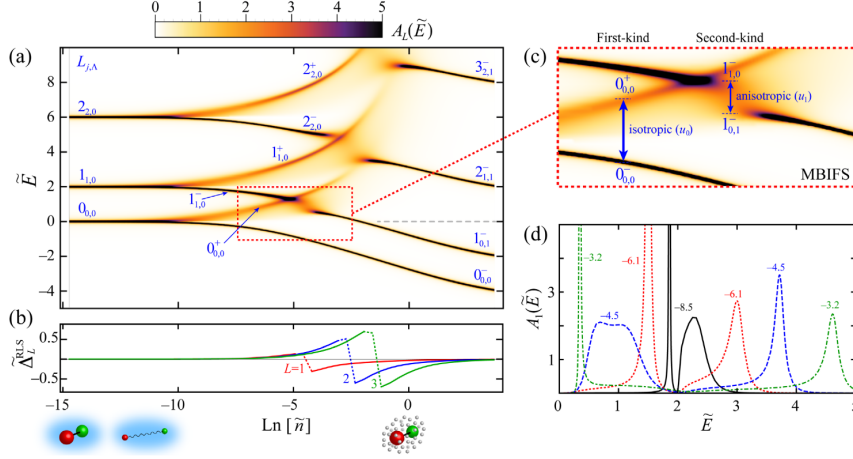 0 1 2 3 4 5 A_L(Ẽ)
(a)
L_{j,Λ}
8
6
4
2
0
−2
−4
Ẽ
2_{2,0}
1_{1,0}
0_{0,0}
2^+_{2,0}
2^−_{2,0}
1^+_{1,0}
1^−_{1,0}
0^+_{0,0}
3^−_{2,1}
2^−_{1,1}
1^−_{0,1}
0^−_{0,0}
(b)
Δ̃_L^{RLS}
0.5
0
−0.5
L=1
2
3
−15 −10 −5 0
Ln [ñ]
(c)
First-kind Second-kind
0^+_{0,0}
1^−_{1,0}
anisotropic (u_1)
isotropic (u_0)
1^−_{0,1}
0^−_{0,0}
MBIFS
(d)
A_1(Ẽ)
5
3
1
−3.2
−6.1
−8.5
−4.5
−6.1
−4.5
−3.2
0 1 2 3 4 5
Ẽ